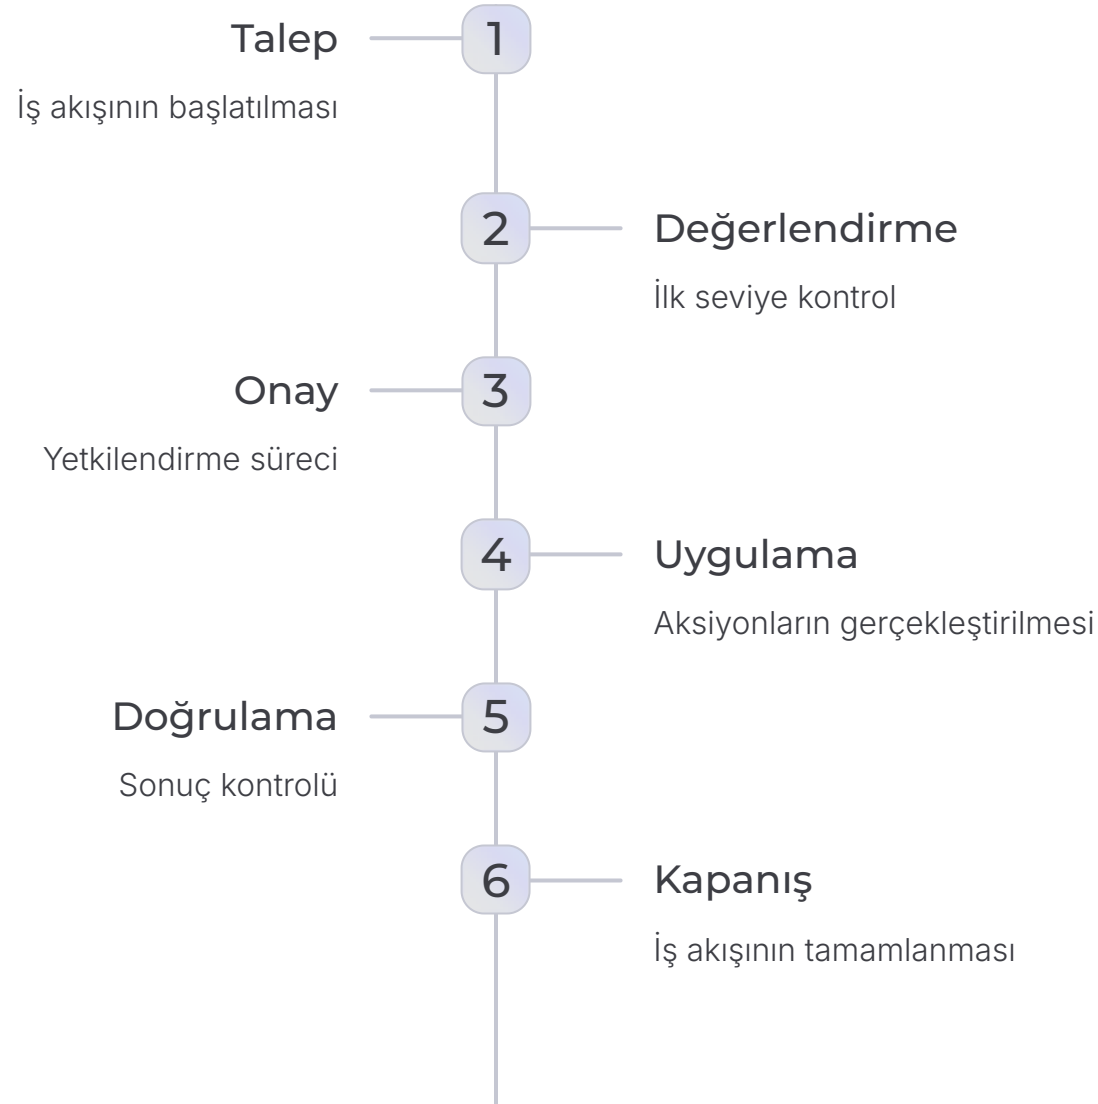 Talep
1
İş akışının başlatılması
2
Değerlendirme
İlk seviye kontrol
Onay
3
Yetkilendirme süreci
4
Uygulama
Aksiyonların gerçekleştirilmesi
Doğrulama
5
Sonuç kontrolü
6
Kapanış
İş akışının tamamlanması